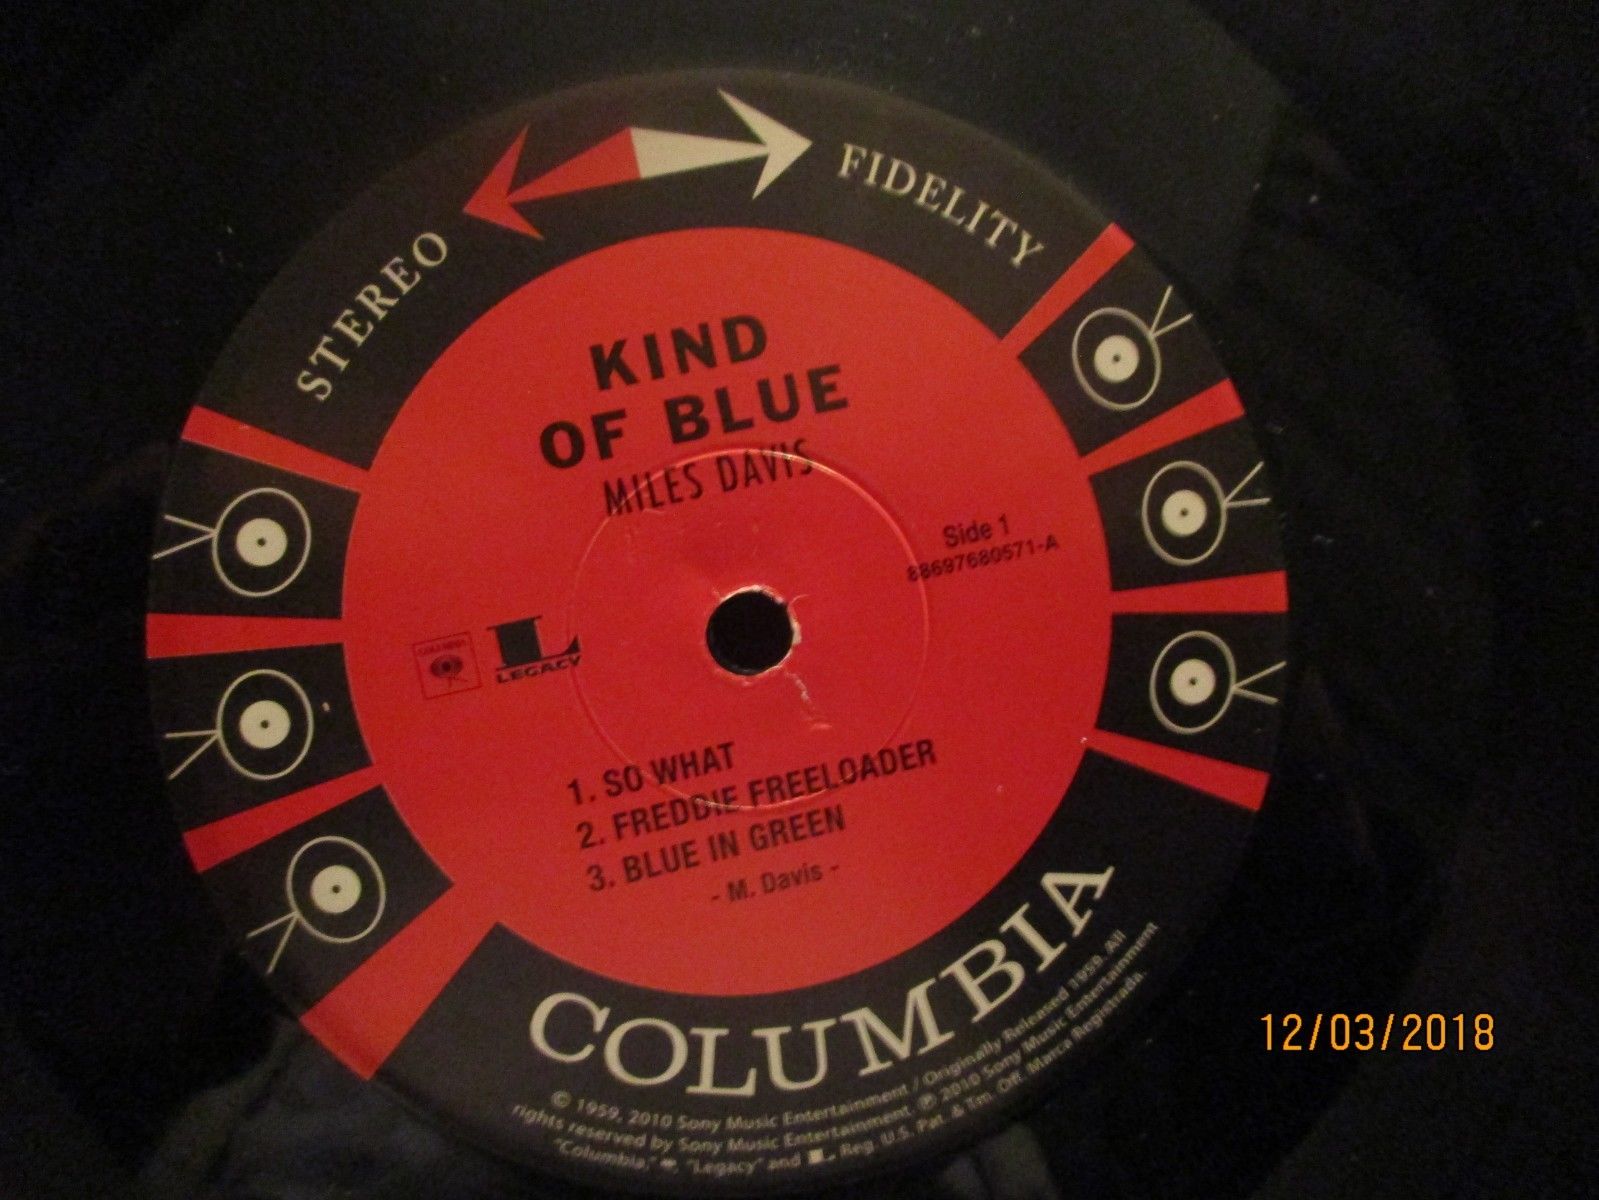 STEREO FIDELITY
KIND
OF BLUE
MILES DAVIS
Side 1
88697680571-A
COLUMBIA
L
LEGACY
1. SO WHAT
2. FREDDIE FREELOADER
3. BLUE IN GREEN
- M. Davis -
COLUMBIA
© 1959, 2010 Sony Music Entertainment / Originally Released 1959. All
rights reserved by Sony Music Entertainment. ℗ 2010 Sony Music Entertainment
"Columbia," "Legacy" and L Reg. U.S. Pat. & Tm. Off. Marca Registrada.
12/03/2018